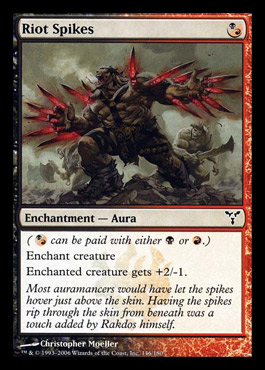 Riot Spikes
Enchantment — Aura
( can be paid with either or .)
Enchant creature
Enchanted creature gets +2/-1.
Most auramancers would have let the spikes
hover just above the skin. Having the spikes
rip through the skin from beneath was a
touch added by Rakdos himself.
Christopher Moeller
™ & © 1993–2006 Wizards of the Coast, Inc. 146/180